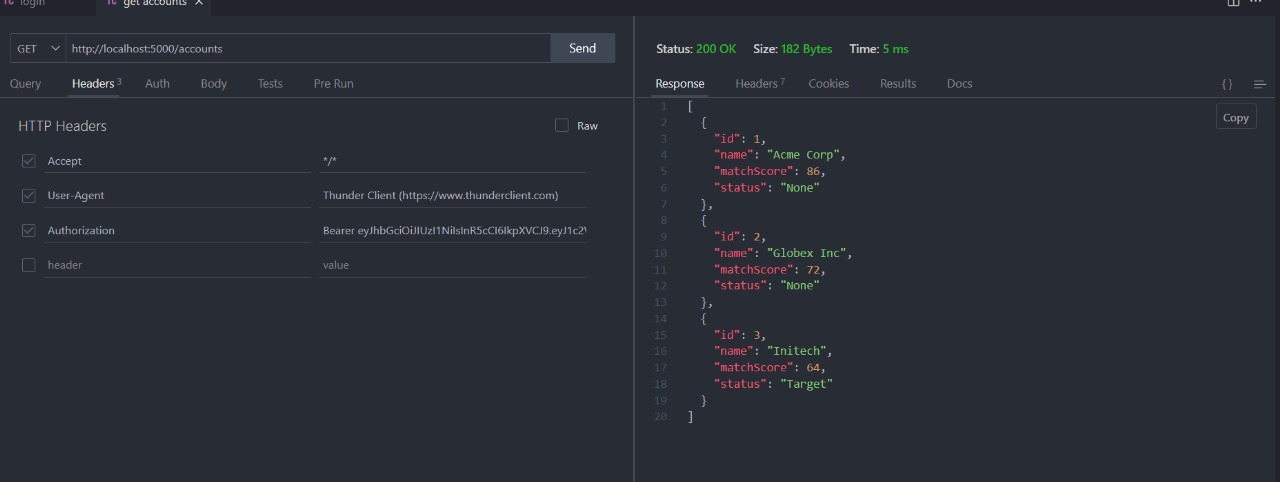 TC login
TC get accounts ×
GET http://localhost:5000/accounts Send
Query Headers 3 Auth Body Tests Pre Run
HTTP Headers Raw
Accept */*
User-Agent Thunder Client (https://www.thunderclient.com)
Authorization Bearer
header value
Status: 200 OK Size: 182 Bytes Time: 5 ms
Response Headers 7 Cookies Results Docs { }
Copy
1 [
2 {
3 "id": 1,
4 "name": "Acme Corp",
5 "matchScore": 86,
6 "status": "None"
7 },
8 {
9 "id": 2,
10 "name": "Globex Inc",
11 "matchScore": 72,
12 "status": "None"
13 },
14 {
15 "id": 3,
16 "name": "Initech",
17 "matchScore": 64,
18 "status": "Target"
19 }
20 ]